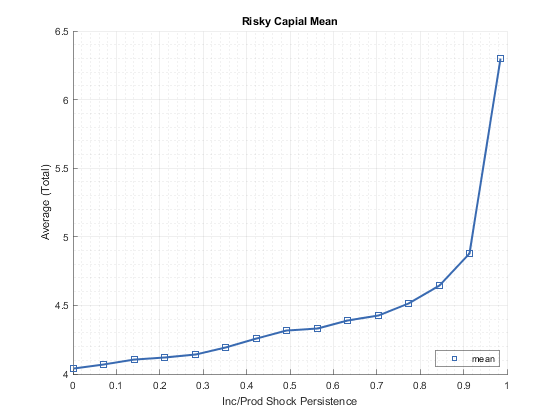 Risky Capial Mean
6.5
6
5.5
5
4.5
4
Average (Total)
0 0.1 0.2 0.3 0.4 0.5 0.6 0.7 0.8 0.9 1
Inc/Prod Shock Persistence
mean